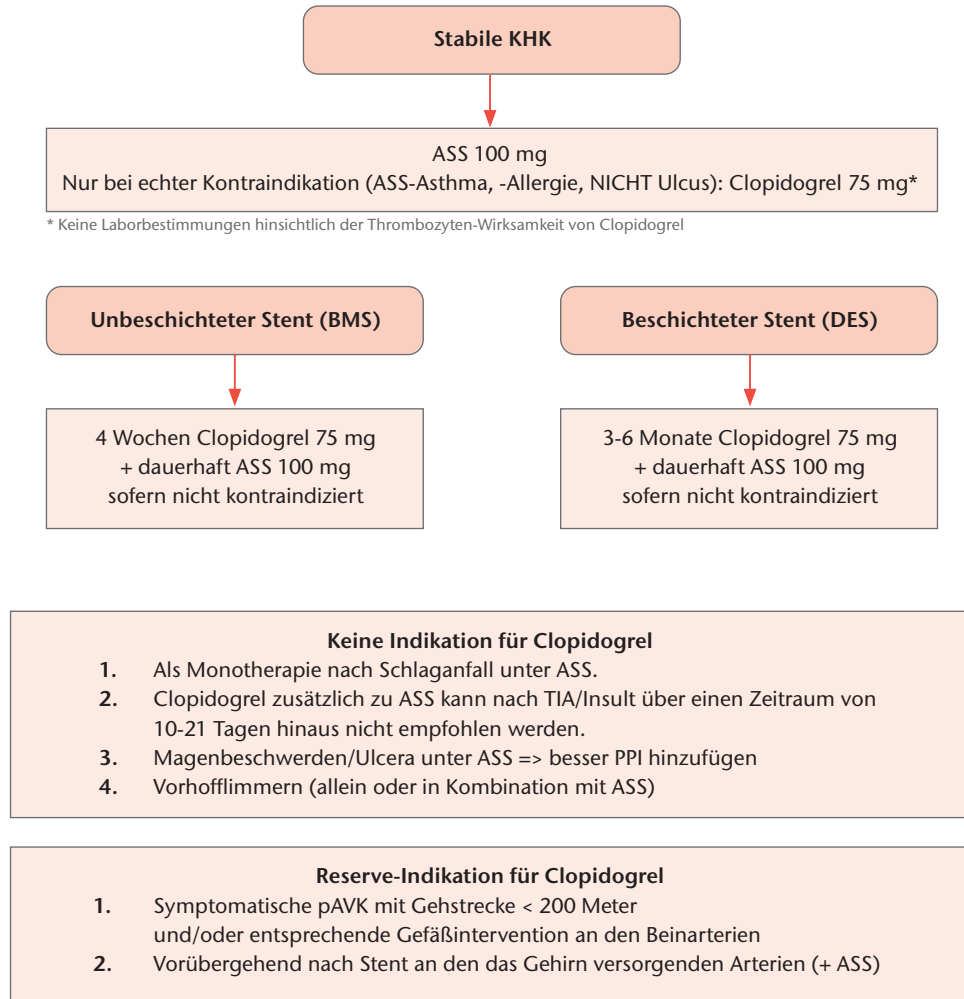 Stabile KHK
ASS 100 mg
Nur bei echter Kontraindikation (ASS-Asthma, -Allergie, NICHT Ulcus): Clopidogrel 75 mg*
* Keine Laborbestimmungen hinsichtlich der Thrombozyten-Wirksamkeit von Clopidogrel
Unbeschichteter Stent (BMS)
4 Wochen Clopidogrel 75 mg
+ dauerhaft ASS 100 mg
sofern nicht kontraindiziert
Beschichteter Stent (DES)
3-6 Monate Clopidogrel 75 mg
+ dauerhaft ASS 100 mg
sofern nicht kontraindiziert
Keine Indikation für Clopidogrel
1. Als Monotherapie nach Schlaganfall unter ASS.
2. Clopidogrel zusätzlich zu ASS kann nach TIA/Insult über einen Zeitraum von
10-21 Tagen hinaus nicht empfohlen werden.
3. Magenbeschwerden/Ulcera unter ASS => besser PPI hinzufügen
4. Vorhofflimmern (allein oder in Kombination mit ASS)
Reserve-Indikation für Clopidogrel
1. Symptomatische pAVK mit Gehstrecke < 200 Meter
und/oder entsprechende Gefäßintervention an den Beinarterien
2. Vorübergehend nach Stent an den das Gehirn versorgenden Arterien (+ ASS)